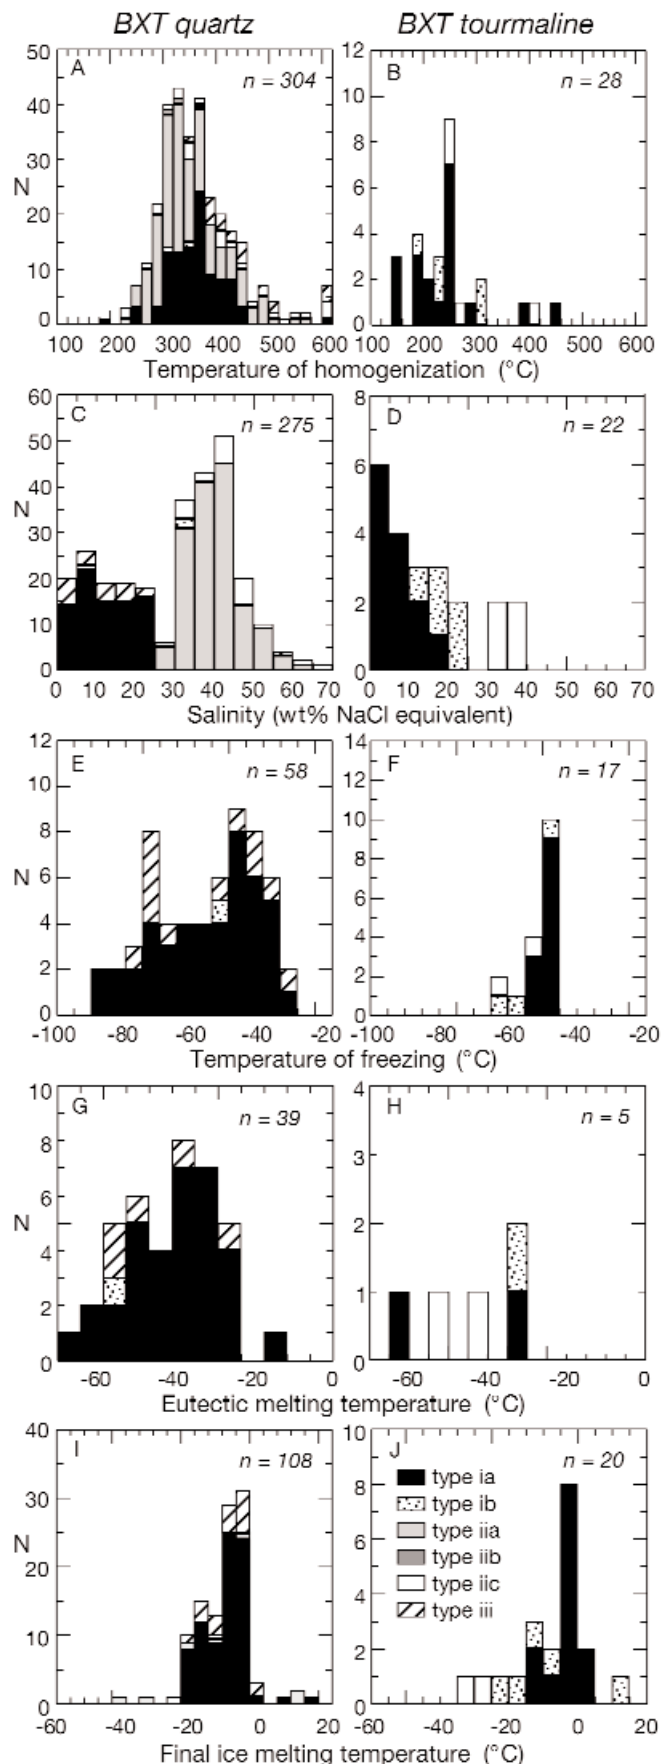 BXT quartz BXT tourmaline
50 A n = 304 12 B n = 28
40 10
30 8
N 6
20 4
10 2
0 0
100 200 300 400 500 600 100 200 300 400 500 600
Temperature of homogenization (°C)
60 C n = 275 8 D n = 22
50 6
40
N 4
30
20 2
10
0 0
0 10 20 30 40 50 60 70 0 10 20 30 40 50 60 70
Salinity (wt% NaCl equivalent)
12 E n = 58 14 F n = 17
10 12
8 10
N 6 8
4 6
2 4
0 2
0
-100 -80 -60 -40 -20 -100 -80 -60 -40 -20
Temperature of freezing (°C)
10 G n = 39 4 H n = 5
8 3
6
N 2
4
2 1
0 0
-60 -40 -20 0 -60 -40 -20 0
Eutectic melting temperature (°C)
40 I n = 108 10 J n = 20
type ia
30 8 type ib
N type iia
20 6 type iib
type iic
4 type iii
10 2
0 0
-60 -40 -20 0 20 -60 -40 -20 0 20
Final ice melting temperature (°C)